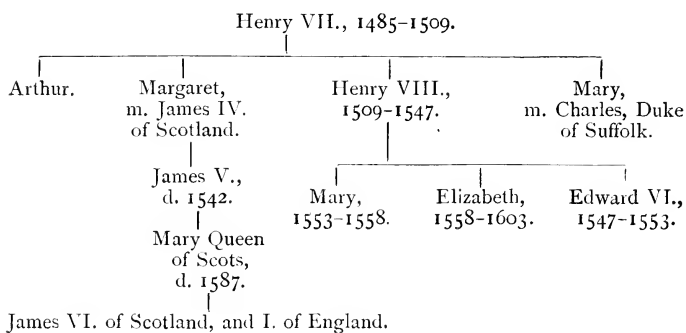 Henry VII., 1485–1509.
Arthur.
Margaret,
m. James IV.
of Scotland.
Henry VIII.,
1509–1547.
Mary,
m. Charles, Duke
of Suffolk.
James V.,
d. 1542.
Mary,
1553–1558.
Elizabeth,
1558–1603.
Edward VI.,
1547–1553.
Mary Queen
of Scots,
d. 1587.
James VI. of Scotland, and I. of England.